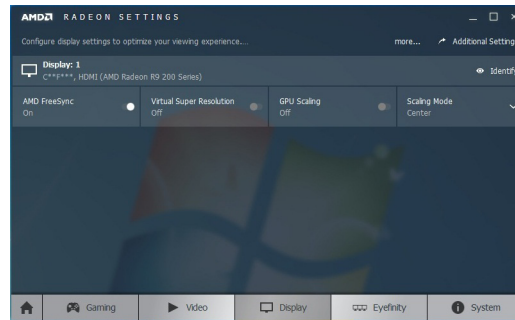 AMD RADEON SETTINGS
Configure display settings to optimize your viewing experience....
more...
Additional Setting
Display: 1
C**F***, HDMI (AMD Radeon R9 200 Series)
Identify
AMD FreeSync
On
Virtual Super Resolution
Off
GPU Scaling
Off
Scaling Mode
Center
Gaming
Video
Display
Eyefinity
System